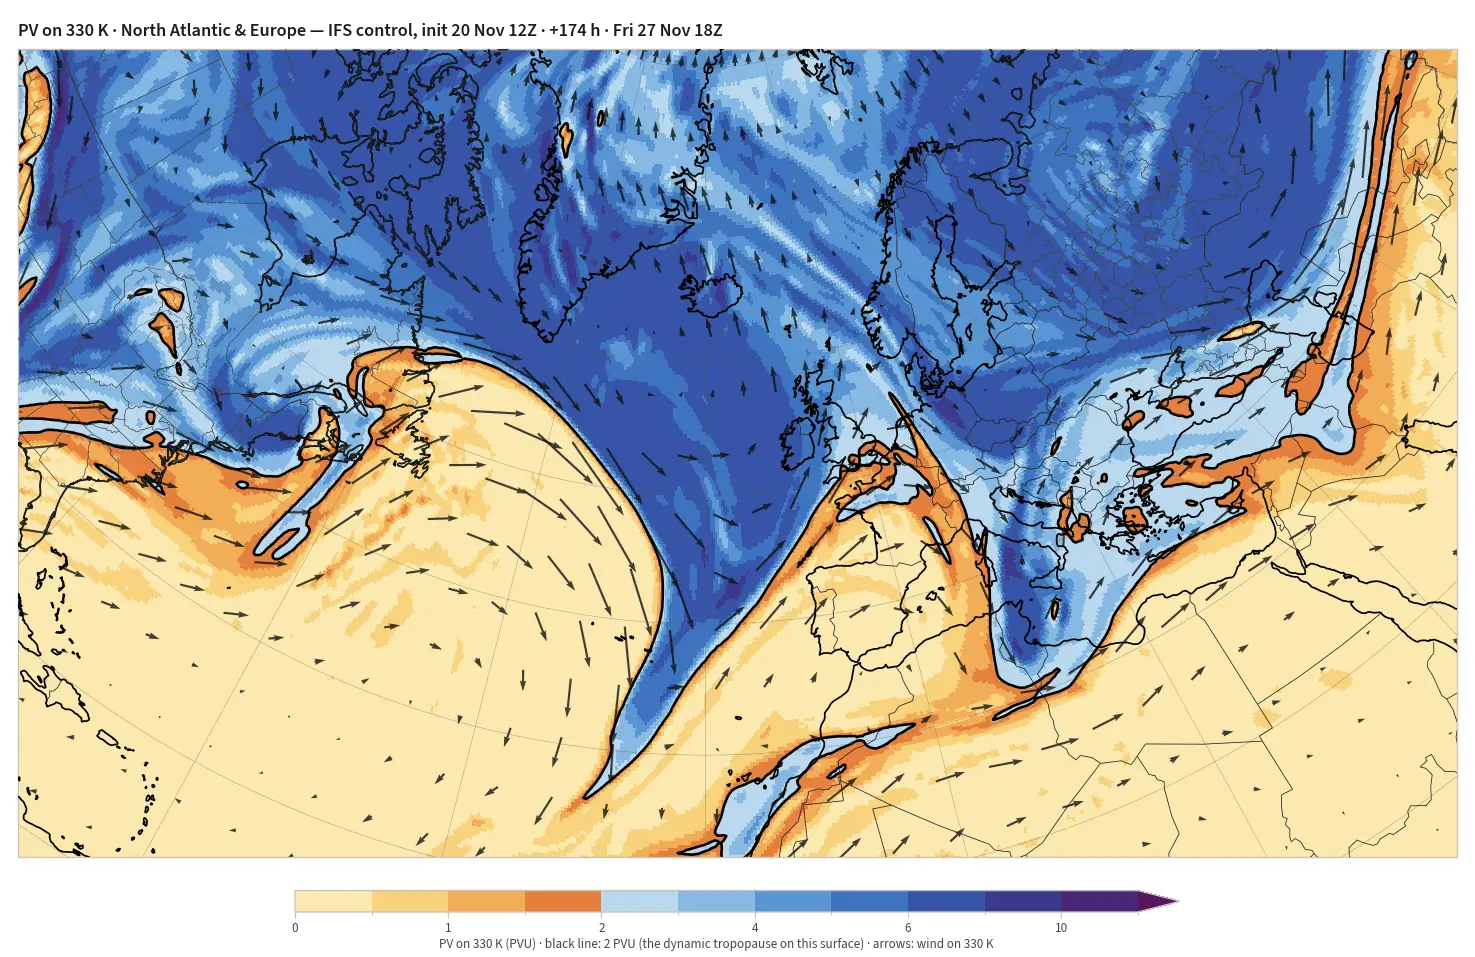 PV on 330 K · North Atlantic & Europe — IFS control, init 20 Nov 12Z · +174 h · Fri 27 Nov 18Z
0 1 2 4 6 10
PV on 330 K (PVU) · black line: 2 PVU (the dynamic tropopause on this surface) · arrows: wind on 330 K